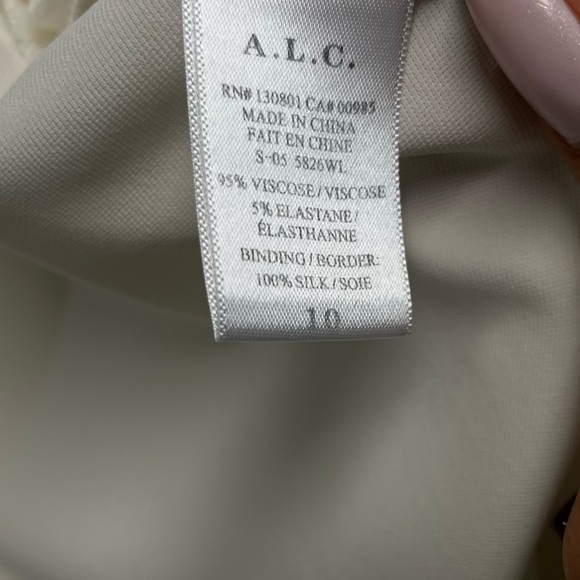 A.L.C.
RN# 130801 CA# 00985
MADE IN CHINA
FAIT EN CHINE
S-05 5826WL
95% VISCOSE / VISCOSE
5% ELASTANE /
ÉLASTHANNE
BINDING / BORDER:
100% SILK / SOIE
10